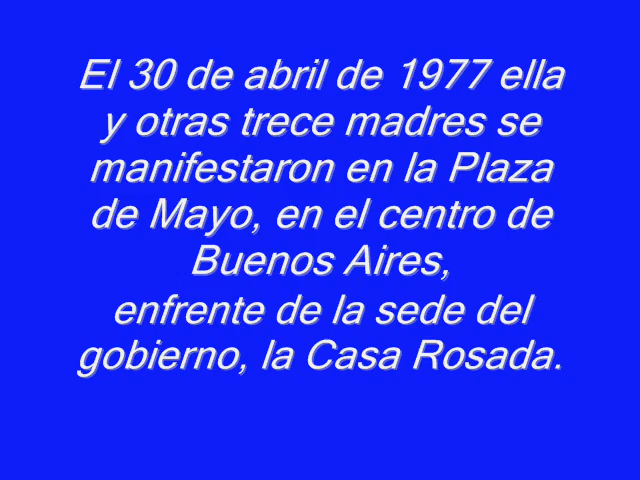 El 30 de abril de 1977 ella
y otras trece madres se
manifestaron en la Plaza
de Mayo, en el centro de
Buenos Aires,
enfrente de la sede del
gobierno, la Casa Rosada.